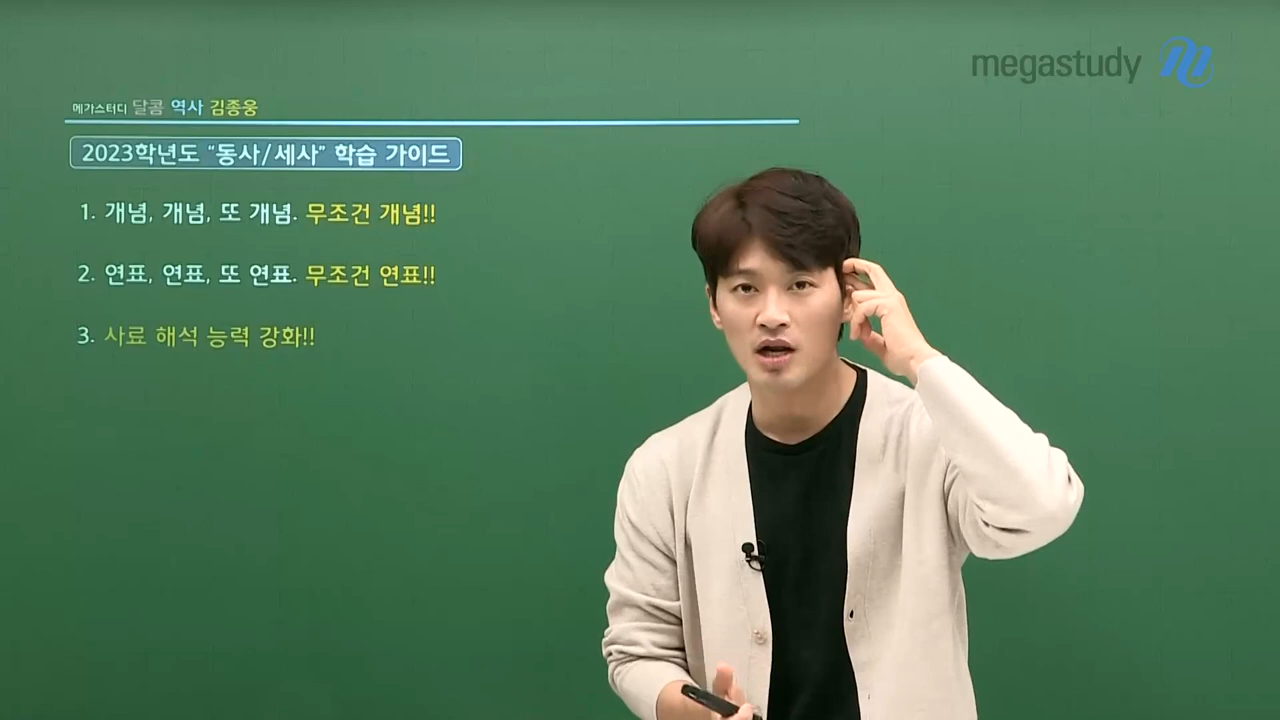 megastudy
메가스터디 달콤 역사 김종웅
2023학년도 "동사/세사" 학습 가이드
1. 개념, 개념, 또 개념. 무조건 개념!!
2. 연표, 연표, 또 연표. 무조건 연표!!
3. 사료 해석 능력 강화!!